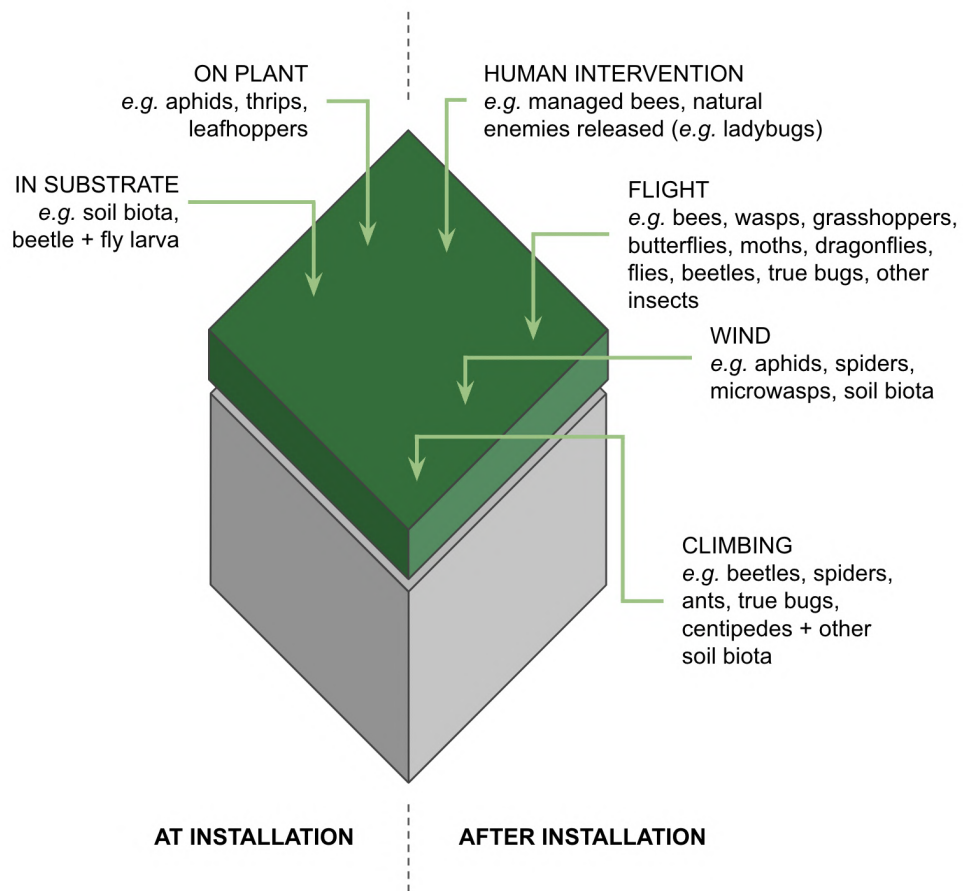 ON PLANT
e.g. aphids, thrips,
leafhoppers
IN SUBSTRATE
e.g. soil biota,
beetle + fly larva
HUMAN INTERVENTION
e.g. managed bees, natural
enemies released (e.g. ladybugs)
FLIGHT
e.g. bees, wasps, grasshoppers,
butterflies, moths, dragonflies,
flies, beetles, true bugs, other
insects
WIND
e.g. aphids, spiders,
microwasps, soil biota
CLIMBING
e.g. beetles, spiders,
ants, true bugs,
centipedes + other
soil biota
AT INSTALLATION
AFTER INSTALLATION